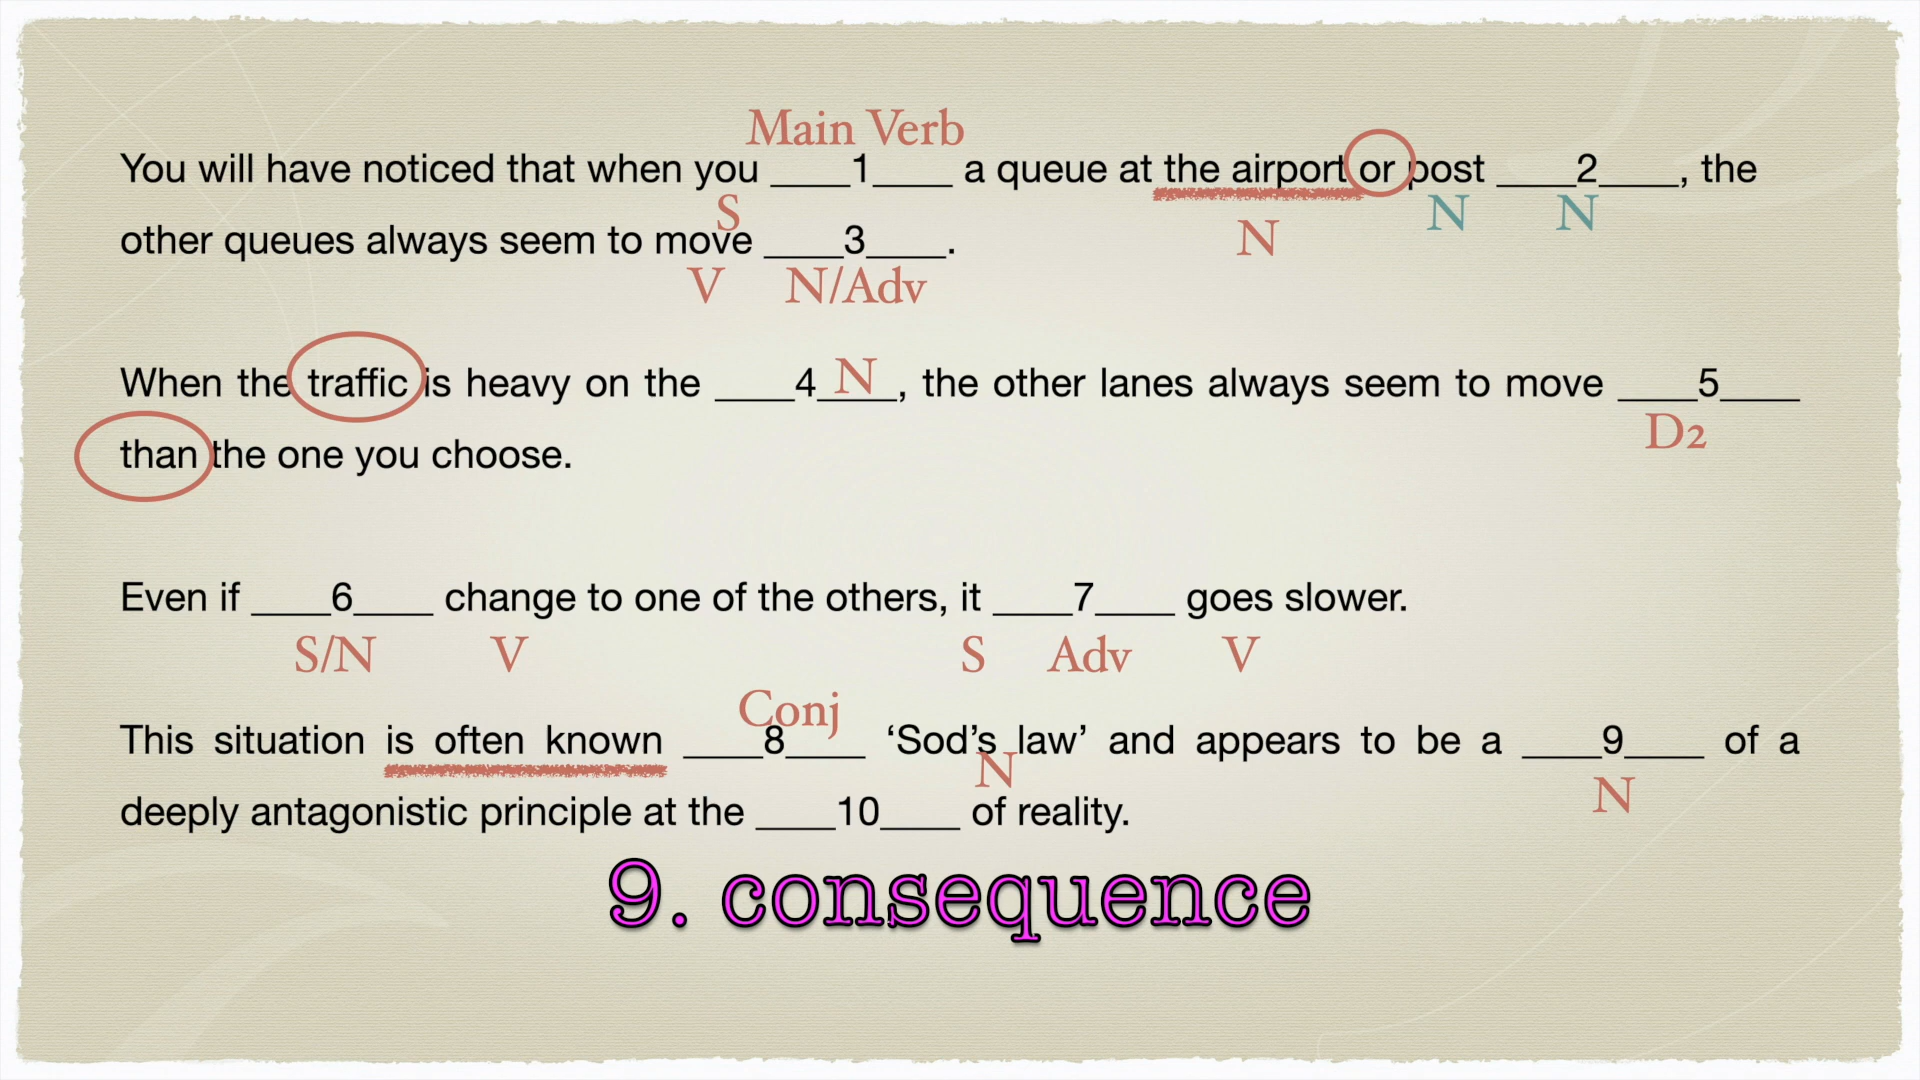 Main Verb
You will have noticed that when you ____1____ a queue at the airport or post ____2____, the
S N N N
other queues always seem to move ____3____.
V N/Adv
When the traffic is heavy on the ____4____, the other lanes always seem to move ____5____
N D2
than the one you choose.
Even if ____6____ change to one of the others, it ____7____ goes slower.
S/N V S Adv V
Conj
This situation is often known ____8____ ‘Sod’s law’ and appears to be a ____9____ of a
N N
deeply antagonistic principle at the ____10____ of reality.
9. consequence